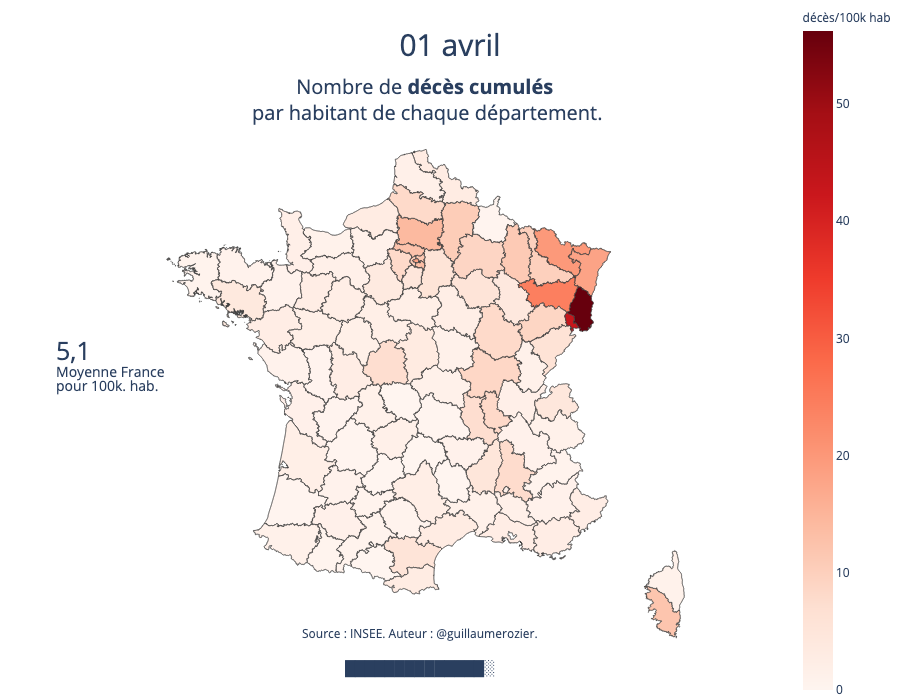 décès/100k hab
01 avril
Nombre de décès cumulés
par habitant de chaque département.
50
40
30
20
10
0
5,1
Moyenne France
pour 100k. hab.
Source : INSEE. Auteur : @guillaumerozier.